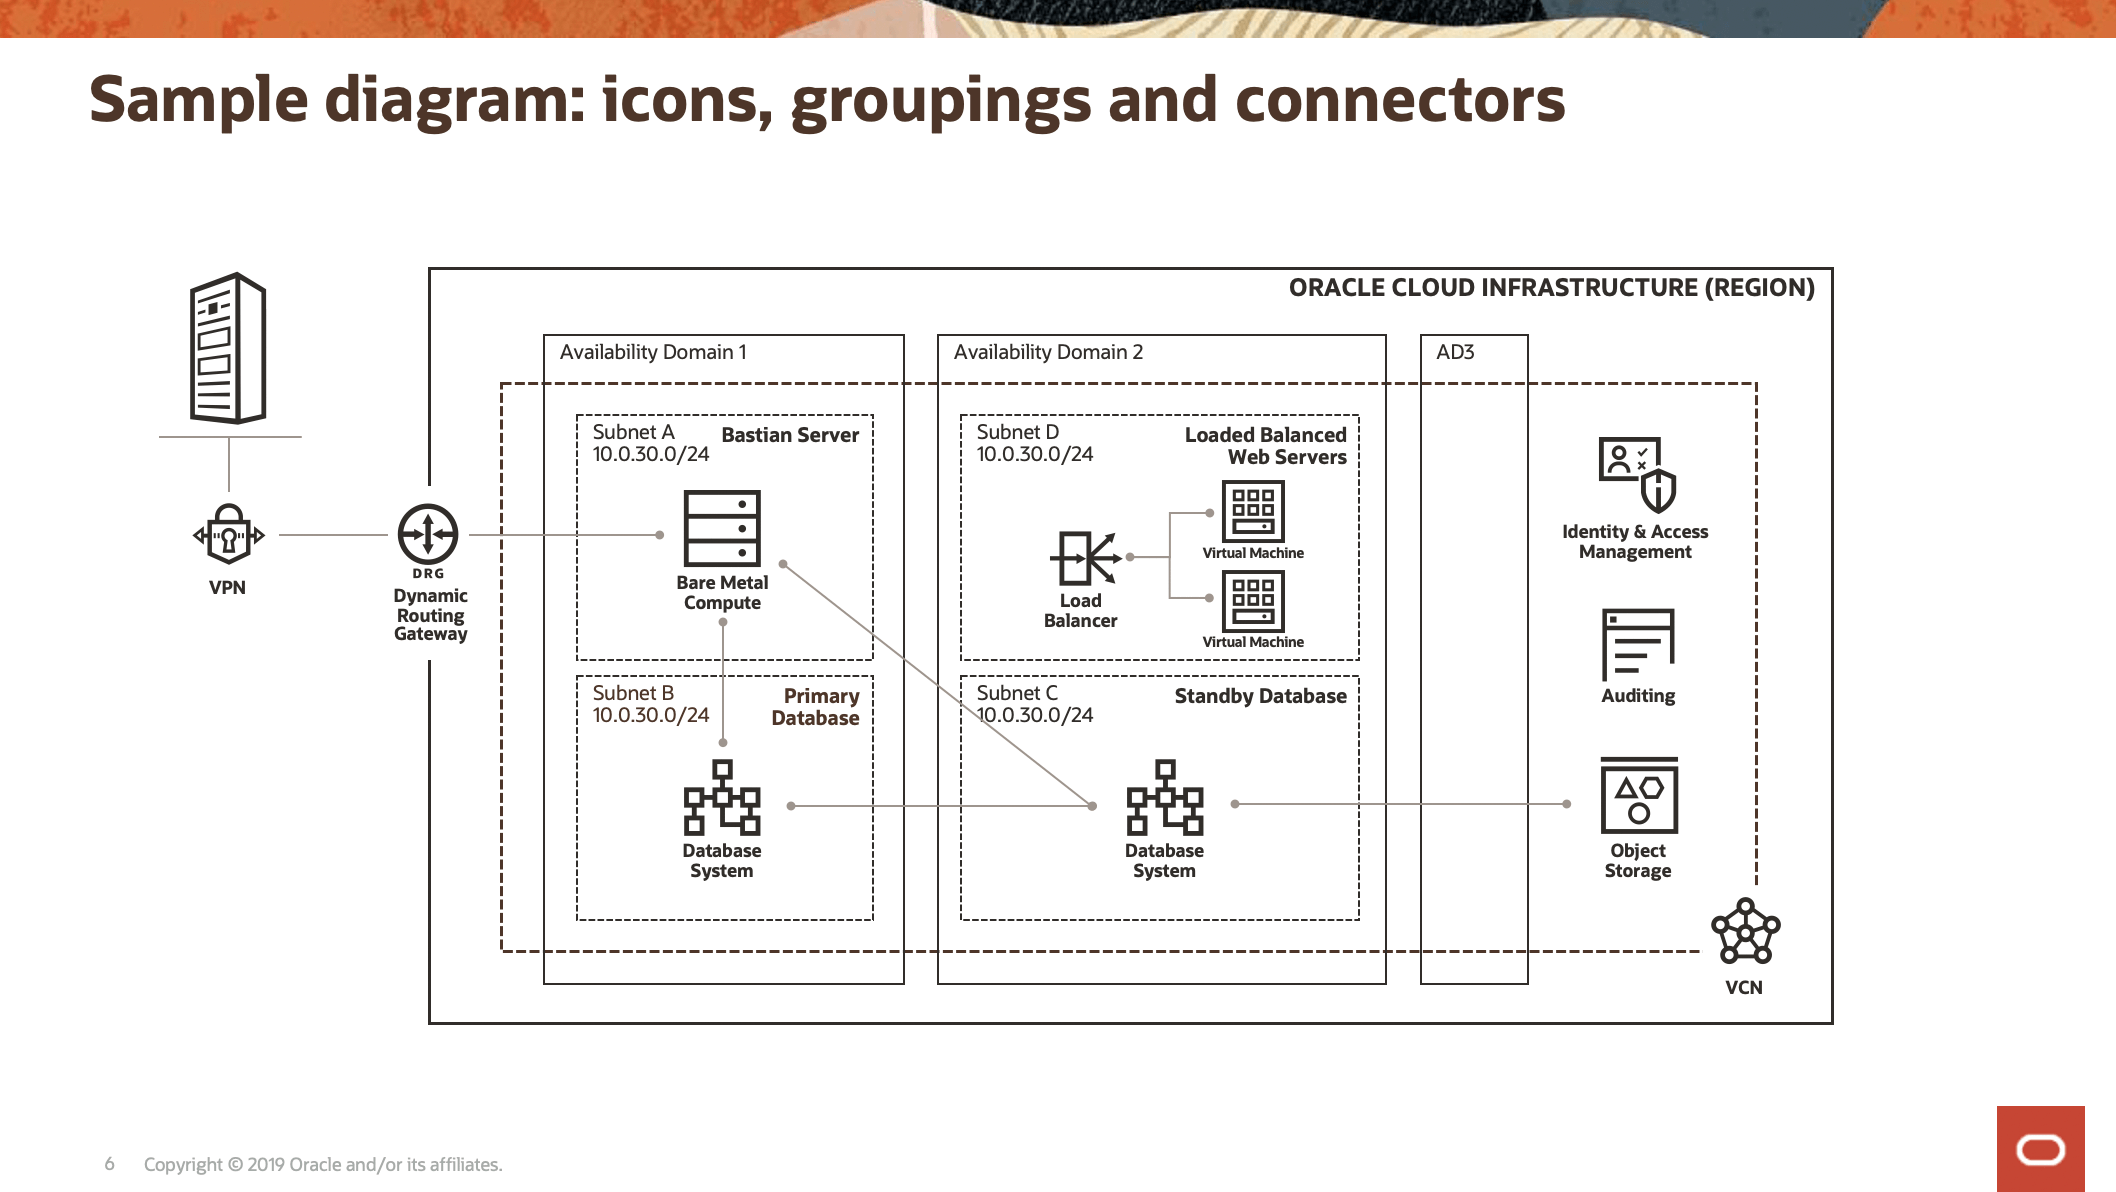 Sample diagram: icons, groupings and connectors
ORACLE CLOUD INFRASTRUCTURE (REGION)
Availability Domain 1
Availability Domain 2
AD3
Subnet A
10.0.30.0/24
Bastian Server
Subnet D
10.0.30.0/24
Loaded Balanced
Web Servers
Identity & Access
Management
Virtual Machine
VPN
DRG
Dynamic
Routing
Gateway
Bare Metal
Compute
Load
Balancer
Virtual Machine
Subnet B
10.0.30.0/24
Primary
Database
Subnet C
10.0.30.0/24
Standby Database
Auditing
Database
System
Database
System
Object
Storage
VCN
6
Copyright © 2019 Oracle and/or its affiliates.